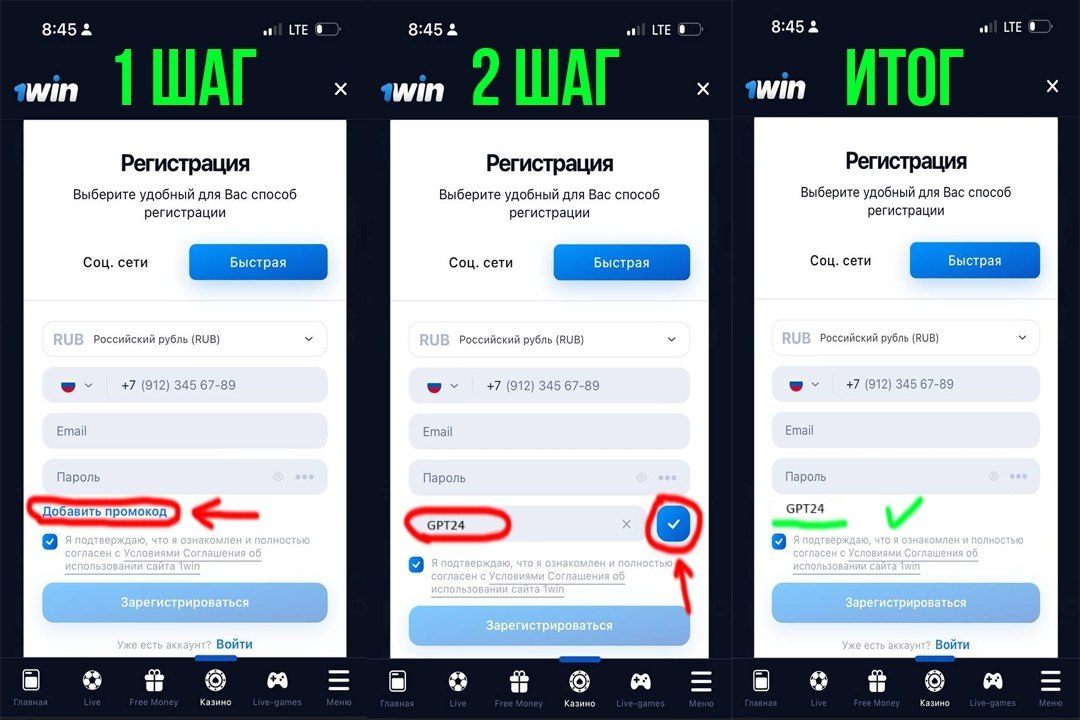 8:45
LTE
1win
1 ШАГ
Регистрация
Выберите удобный для Вас способ
регистрации
Соц. сети
Быстрая
RUB Российский рубль (RUB)
+7 (912) 345 67-89
Email
Пароль
Добавить промокод
Я подтверждаю, что я ознакомлен и полностью
согласен с Условиями Соглашения об
использовании сайта 1win
Зарегистрироваться
Уже есть аккаунт? Войти
Главная
Live
Free Money
Казино
Live-games
Меню
8:45
LTE
1win
2 ШАГ
Регистрация
Выберите удобный для Вас способ
регистрации
Соц. сети
Быстрая
RUB Российский рубль (RUB)
+7 (912) 345 67-89
Email
Пароль
GPT24
Я подтверждаю, что я ознакомлен и полностью
согласен с Условиями Соглашения об
использовании сайта 1win
Зарегистрироваться
Главная
Live
Free Money
Казино
Live-games
Меню
8:45
LTE
1win
ИТОГ
Регистрация
Выберите удобный для Вас способ
регистрации
Соц. сети
Быстрая
RUB Российский рубль (RUB)
+7 (912) 345 67-89
Email
Пароль
GPT24
Я подтверждаю, что я ознакомлен и полностью
согласен с Условиями Соглашения об
использовании сайта 1win
Зарегистрироваться
Уже есть аккаунт? Войти
Главная
Live
Free Money
Казино
Live-games
Меню